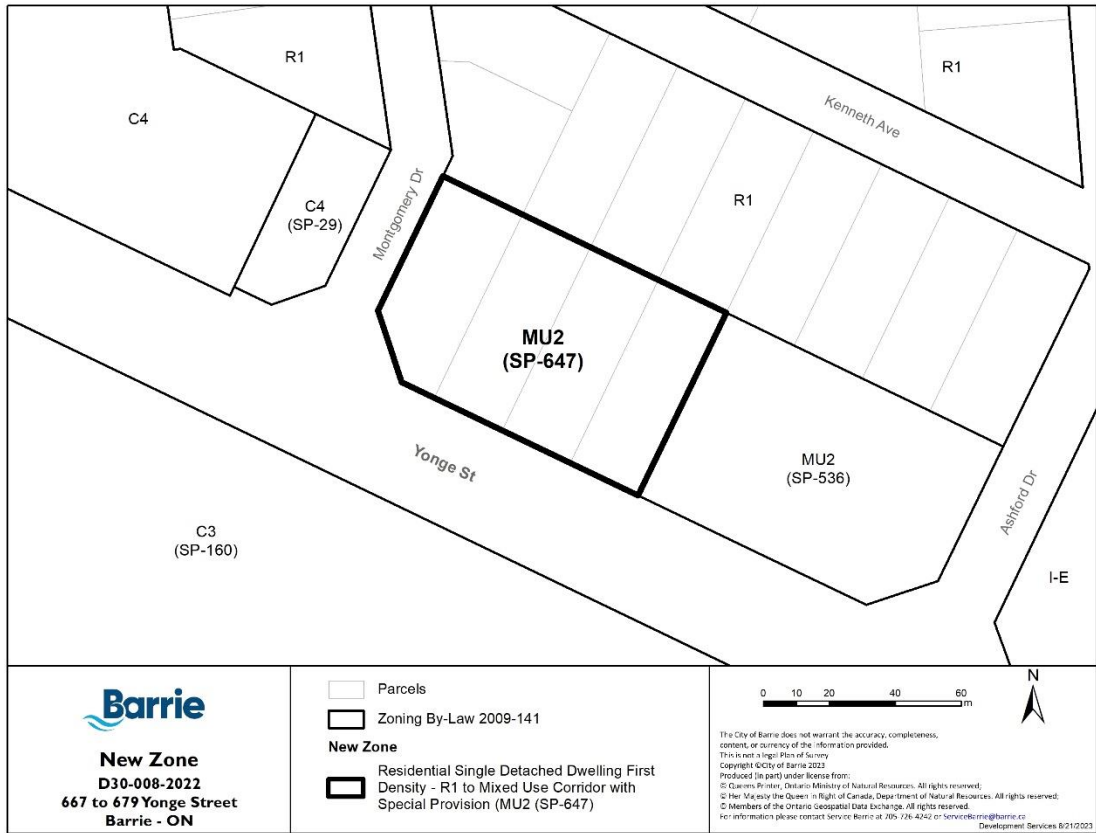 R1
C4
R1
Kenneth Ave
C4
(SP-29)
Montgomery Dr
R1
MU2
(SP-647)
Yonge St
MU2
(SP-536)
Ashford Dr
C3
(SP-160)
I-E
Barrie
New Zone
D30-008-2022
667 to 679 Yonge Street
Barrie - ON
Parcels
Zoning By-Law 2009-141
New Zone
Residential Single Detached Dwelling First
Density - R1 to Mixed Use Corridor with
Special Provision (MU2 (SP-647)
0 10 20 40 60
m
N
The City of Barrie does not warrant the accuracy, completeness,
content, or currency of the information provided.
This is not a legal Plan of Survey
Copyright ©City of Barrie 2023
Produced (in part) under license from:
© Queens Printer, Ontario Ministry of Natural Resources. All rights reserved;
© Her Majesty the Queen in Right of Canada, Department of Natural Resources. All rights reserved;
© Members of the Ontario Geospatial Data Exchange. All rights reserved.
For information please contact Service Barrie at 705-726-4242 or ServiceBarrie@barrie.ca
Development Services 8/21/2023